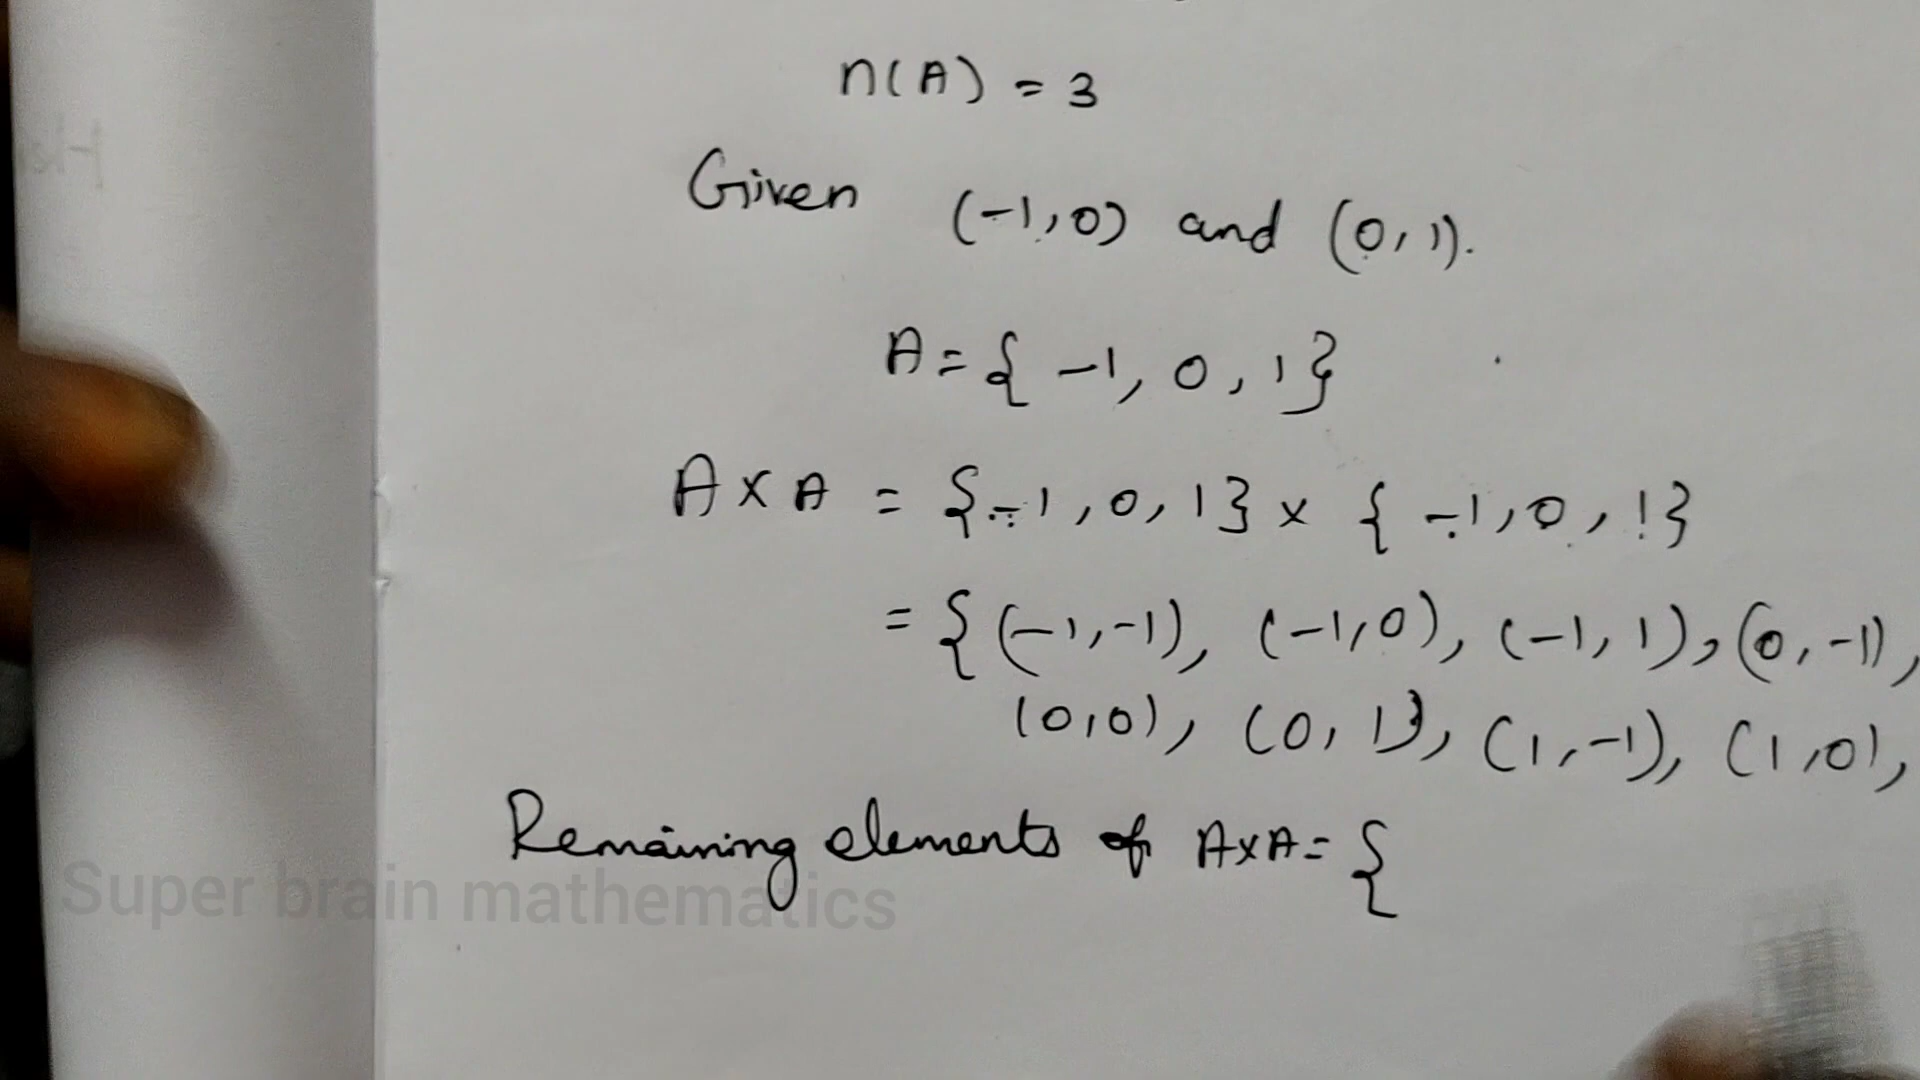 n(A) = 3
Given (-1,0) and (0,1).
A = { -1, 0, 1}
A x A = {-1, 0, 1} x { -1, 0, 1}
= { (-1,-1), (-1,0), (-1, 1), (0, -1),
(0,0), (0, 1), (1,-1), (1,0),
Remaining elements of AxA = {
Super brain mathematics